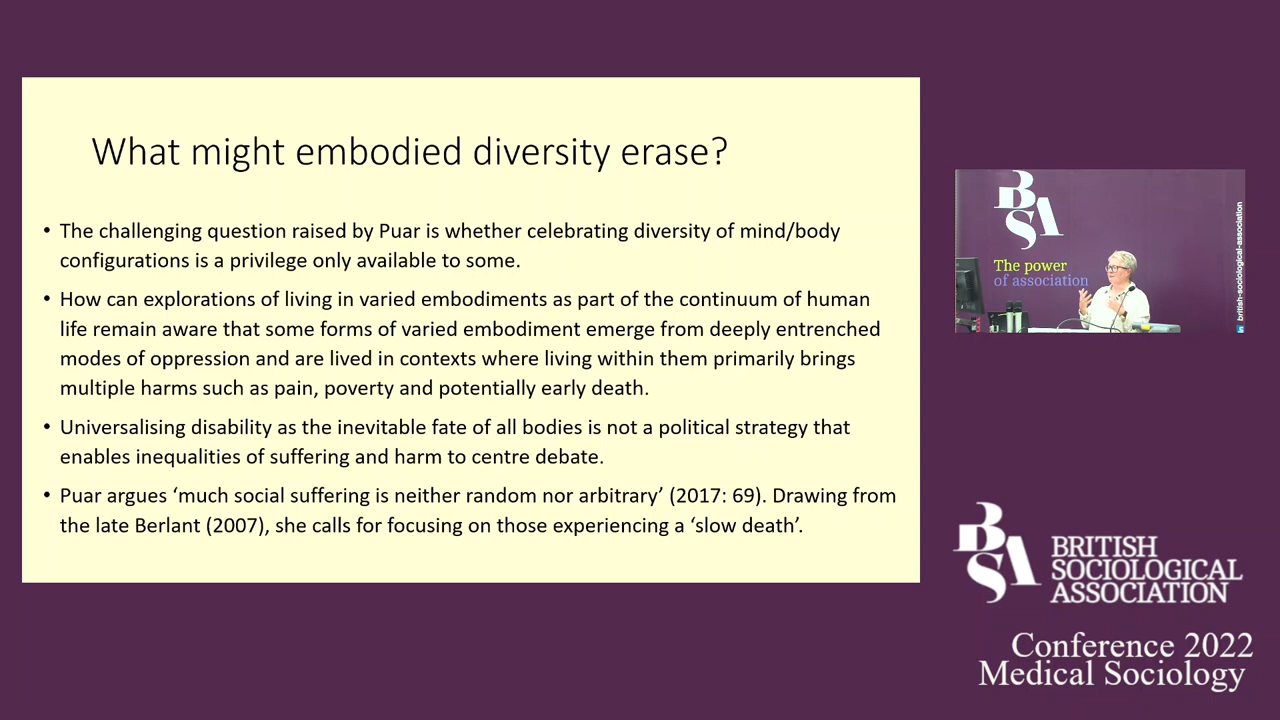 What might embodied diversity erase?
• The challenging question raised by Puar is whether celebrating diversity of mind/body
configurations is a privilege only available to some.
• How can explorations of living in varied embodiments as part of the continuum of human
life remain aware that some forms of varied embodiment emerge from deeply entrenched
modes of oppression and are lived in contexts where living within them primarily brings
multiple harms such as pain, poverty and potentially early death.
• Universalising disability as the inevitable fate of all bodies is not a political strategy that
enables inequalities of suffering and harm to centre debate.
• Puar argues ‘much social suffering is neither random nor arbitrary’ (2017: 69). Drawing from
the late Berlant (2007), she calls for focusing on those experiencing a ‘slow death’.
BSA
The power
of association
british-sociological-association
in
BSA
BRITISH
SOCIOLOGICAL
ASSOCIATION
Conference 2022
Medical Sociology